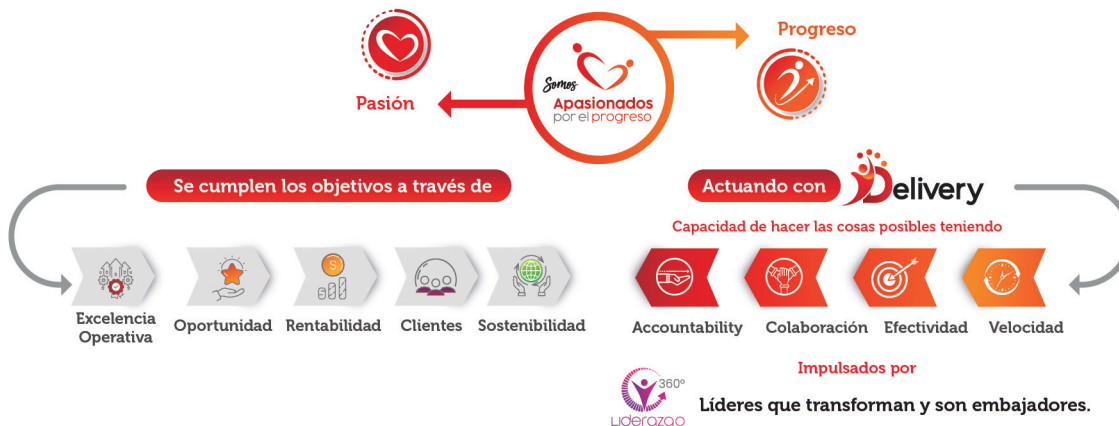 Progreso
Somos
Apasionados
por el progreso
Pasión
Se cumplen los objetivos a través de
Excelencia
Operativa
Oportunidad
$
Rentabilidad
Clientes
Sostenibilidad
Actuando con Delivery
Capacidad de hacer las cosas posibles teniendo
Accountability
Colaboración
Efectividad
Velocidad
Impulsados por
360º
Liderazgo
Líderes que transforman y son embajadores.